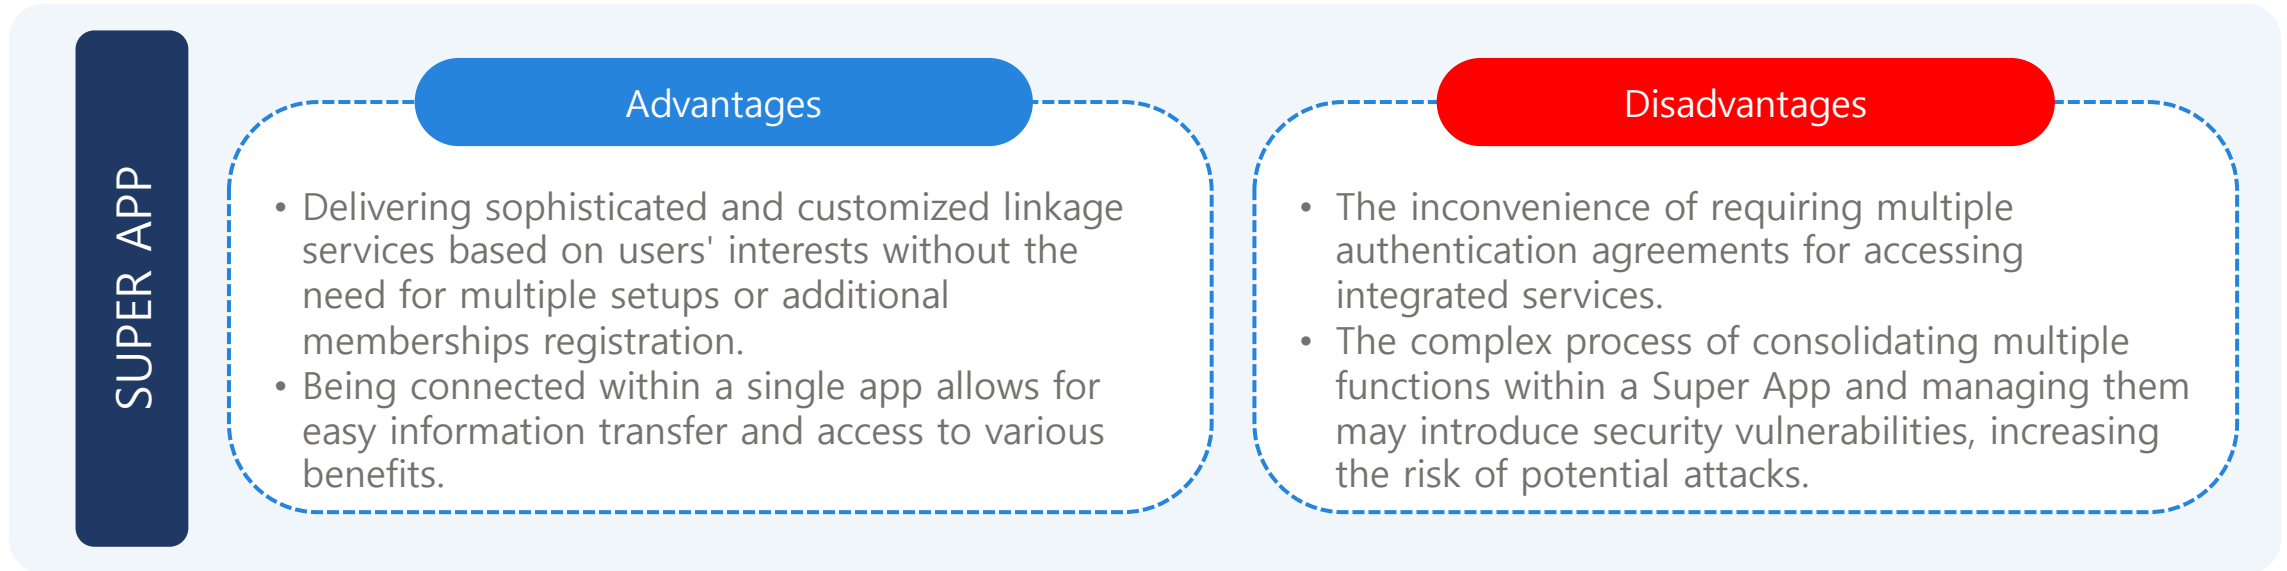 SUPER APP
Advantages
• Delivering sophisticated and customized linkage
services based on users' interests without the
need for multiple setups or additional
memberships registration.
• Being connected within a single app allows for
easy information transfer and access to various
benefits.
Disadvantages
• The inconvenience of requiring multiple
authentication agreements for accessing
integrated services.
• The complex process of consolidating multiple
functions within a Super App and managing them
may introduce security vulnerabilities, increasing
the risk of potential attacks.